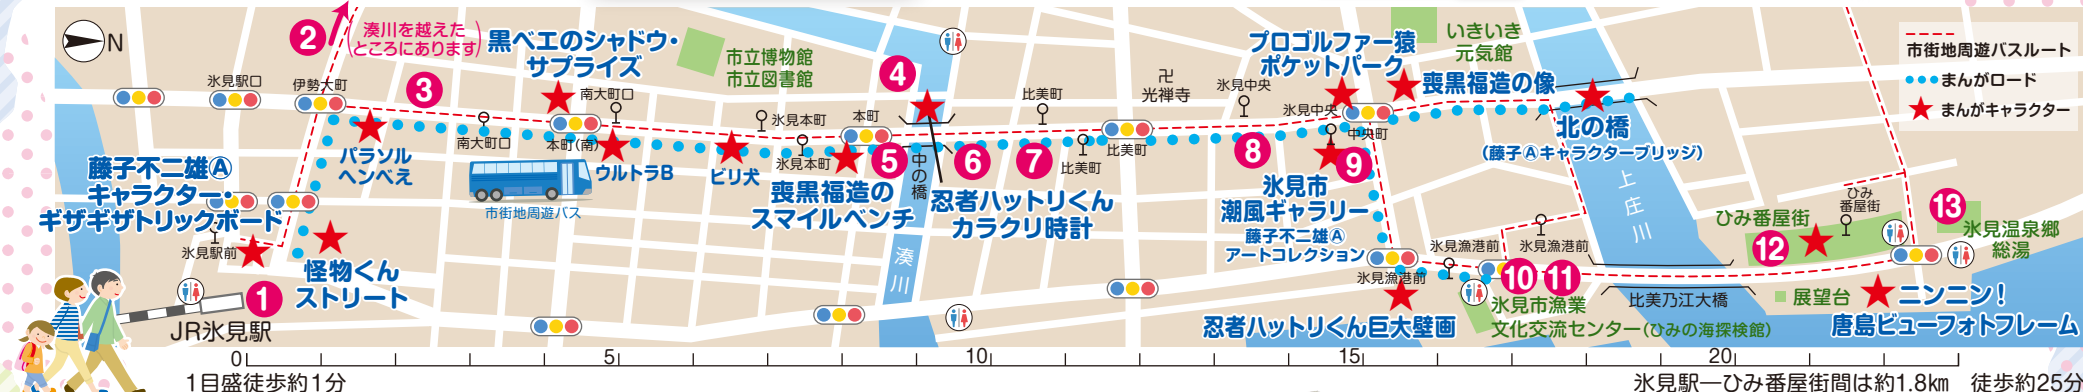 N
2
湊川を越えた
ところにあります
黒ベエのシャドウ・
サプライズ
市立博物館
市立図書館
4
プロゴルファー猿
ポケットパーク
いきいき
元気館
市街地周遊バスルート
まんがロード
まんがキャラクター
氷見駅口
伊勢大町
3
南大町口
南大町口
本町(南)
氷見本町
氷見本町
本町
比美町
比美町
比美町
卍
光禅寺
氷見中央
氷見中央
中央町
喪黒福造の像
北の橋
(藤子Ⓐキャラクターブリッジ)
パラソル
ヘンべえ
ウルトラB
ビリ犬
市街地周遊バス
喪黒福造の
スマイルベンチ
5
中の橋
6
7
8
9
忍者ハットリくん
カラクリ時計
氷見市
潮風ギャラリー
藤子不二雄Ⓐ
アートコレクション
藤子不二雄Ⓐ
キャラクター・
ギザギザトリックボード
氷見駅前
怪物くん
ストリート
1
JR氷見駅
湊川
上庄川
氷見漁港前
氷見漁港前
氷見漁港前
10
11
忍者ハットリくん巨大壁画
氷見市漁業
文化交流センター(ひみの海探検館)
比美乃江大橋
ひみ番屋街
12
ひみ
番屋街
13
氷見温泉郷
総湯
展望台
ニンニン!
唐島ビューフォトフレーム
0
5
10
15
20
1目盛徒歩約1分
氷見駅―ひみ番屋街間は約1.8km 徒歩約25分